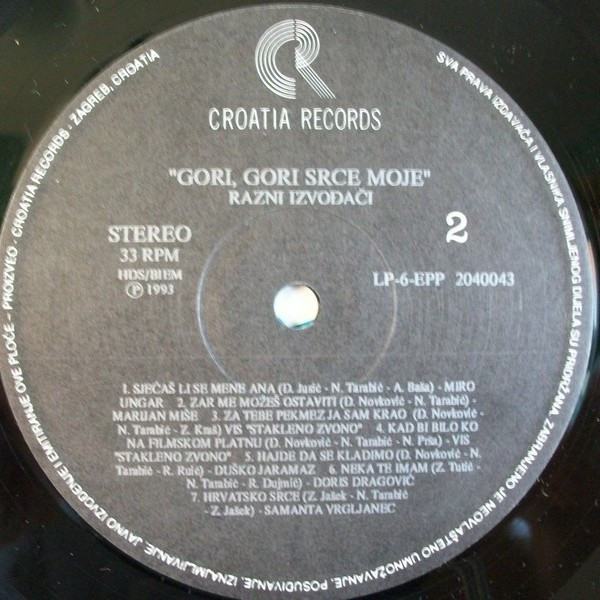 CROATIA RECORDS
"GORI, GORI SRCE MOJE"
RAZNI IZVOĐAČI
STEREO
33 RPM
HDS/BIEM
Ⓟ 1993
2
LP-6-EPP 2040043
1. SJEĆAŠ LI SE MENE ANA (D. Jusić - N. Tarabić - A. Baša) - MIRO
UNGAR 2. ZAR ME MOŽEŠ OSTAVITI (D. Novković - N. Tarabić) -
MARIJAN MIŠE 3. ZA TEBE PEKMEZ JA SAM KRAO (D. Novković -
N. Tarabić - Z. Kraš) VIS "STAKLENO ZVONO" 4. KAD BI BILO KO
NA FILMSKOM PLATNU (D. Novković - N. Tarabić - N. Prša) - VIS
"STAKLENO ZVONO" 5. HAJDE DA SE KLADIMO (D. Novković - N.
Tarabić - R. Ruić) - DUŠKO JARAMAZ 6. NEKA TE IMAM (Z. Tutić -
N. Tarabić - R. Dujmić) - DORIS DRAGOVIĆ
7. HRVATSKO SRCE (Z. Jašek - N. Tarabić
- Z. Jašek) - SAMANTA VRGLJANEC
SVA PRAVA IZDAVAČA I VLASNIKA SNIMLJENOG DIJELA SU PRIDRŽANA. ZABRANJENO JE NEOVLAŠTENO UMNOŽAVANJE, POSUĐIVANJE, IZNAJMLJIVANJE, JAVNO IZVOĐENJE I EMITIRANJE OVE PLOČE - PROIZVEO - CROATIA RECORDS - ZAGREB, CROATIA